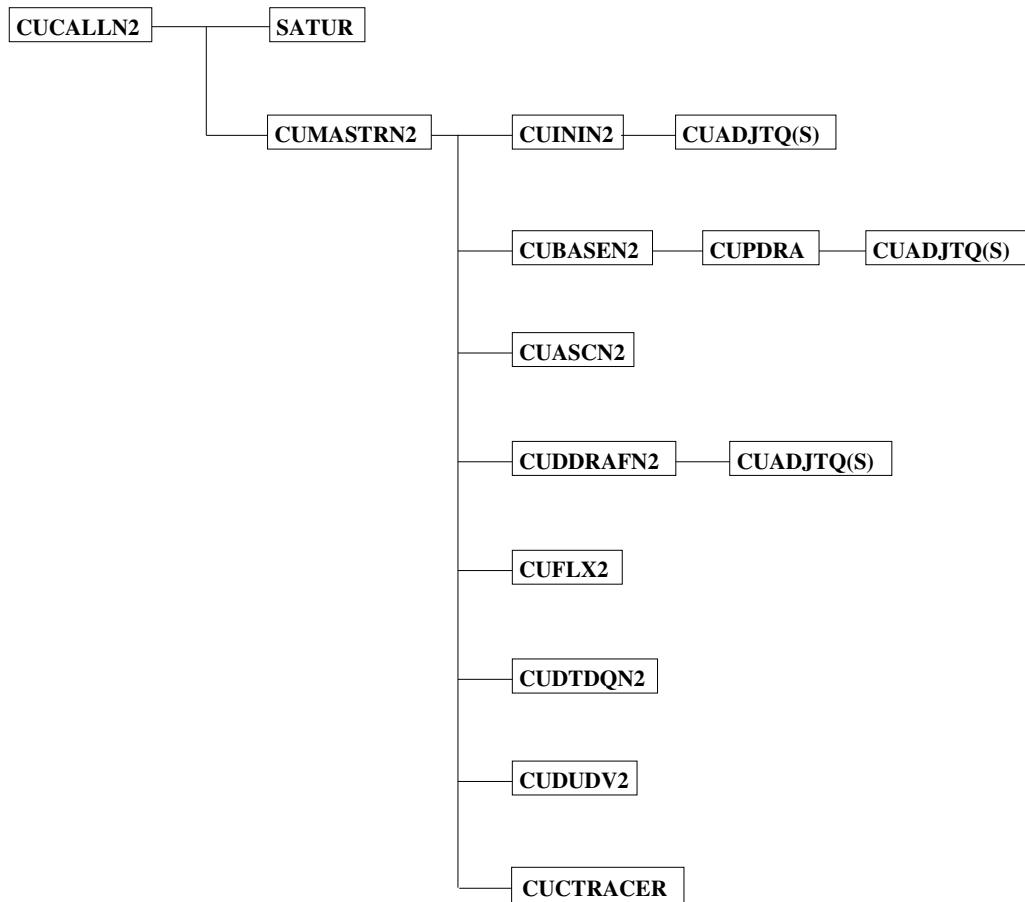 CUCALLN2 SATUR
CUMASTRN2 CUININ2 CUADJTQ(S)
CUBASEN2 CUPDRA CUADJTQ(S)
CUASCN2
CUDDRAFN2 CUADJTQ(S)
CUFLX2
CUDTDQN2
CUDUDV2
CUCTRACER